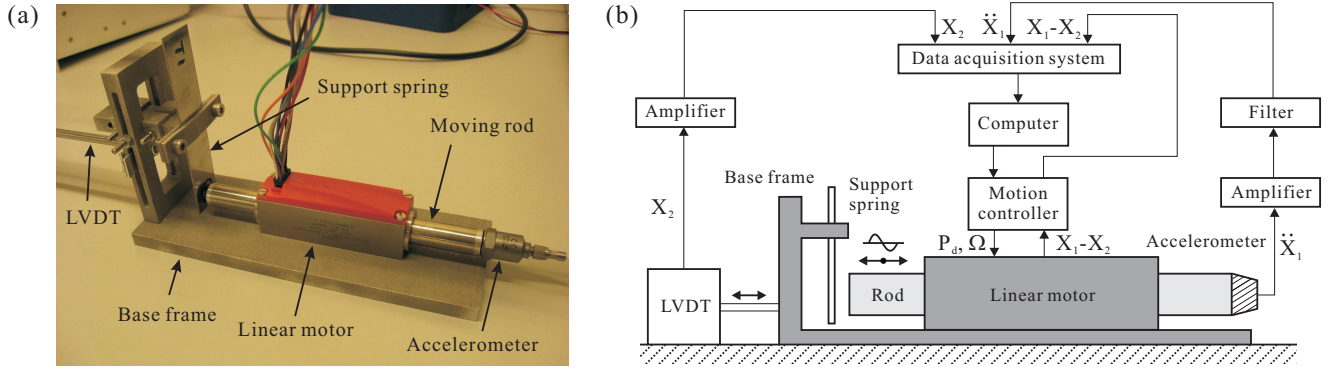 (a)
Support spring
Moving rod
LVDT
Base frame
Linear motor
Accelerometer
(b)
X₂ Ẍ₁ X₁-X₂
Data acquisition system
Amplifier
Computer
Filter
Base frame
Support
spring
Motion
controller
Amplifier
X₂
P_d, Ω X₁-X₂
Accelerometer
Ẍ₁
LVDT
Rod
Linear motor